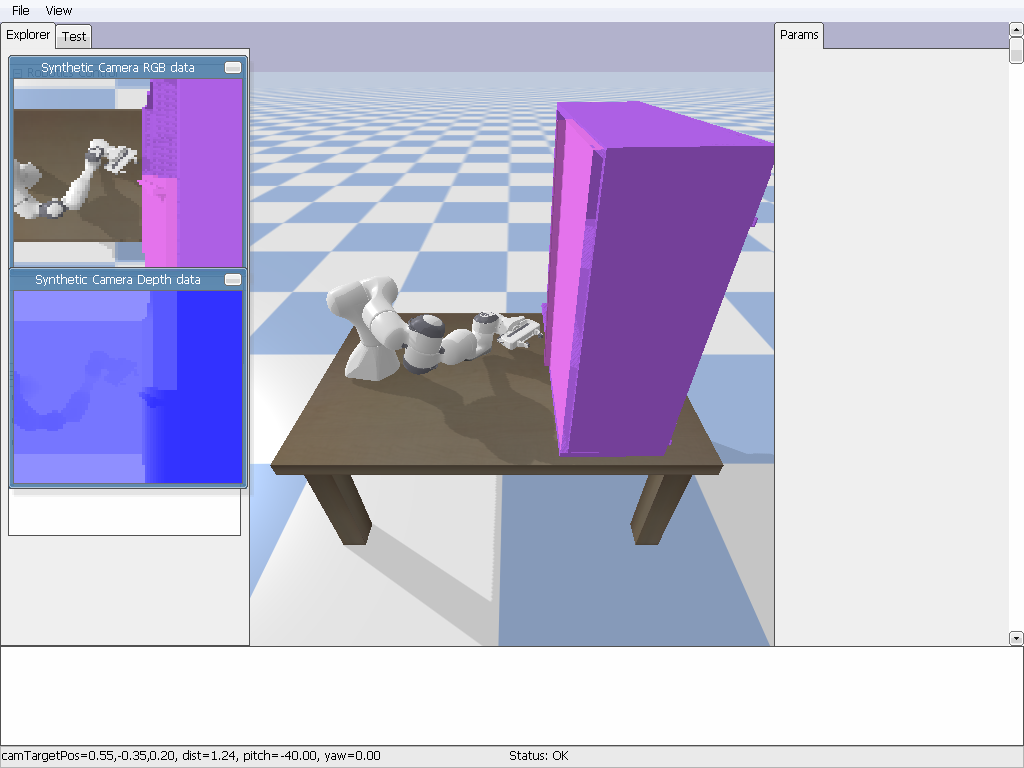 File View
Explorer Test
Params
Synthetic Camera RGB data
Synthetic Camera Depth data
camTargetPos=0.55,-0.35,0.20, dist=1.24, pitch=-40.00, yaw=0.00
Status: OK